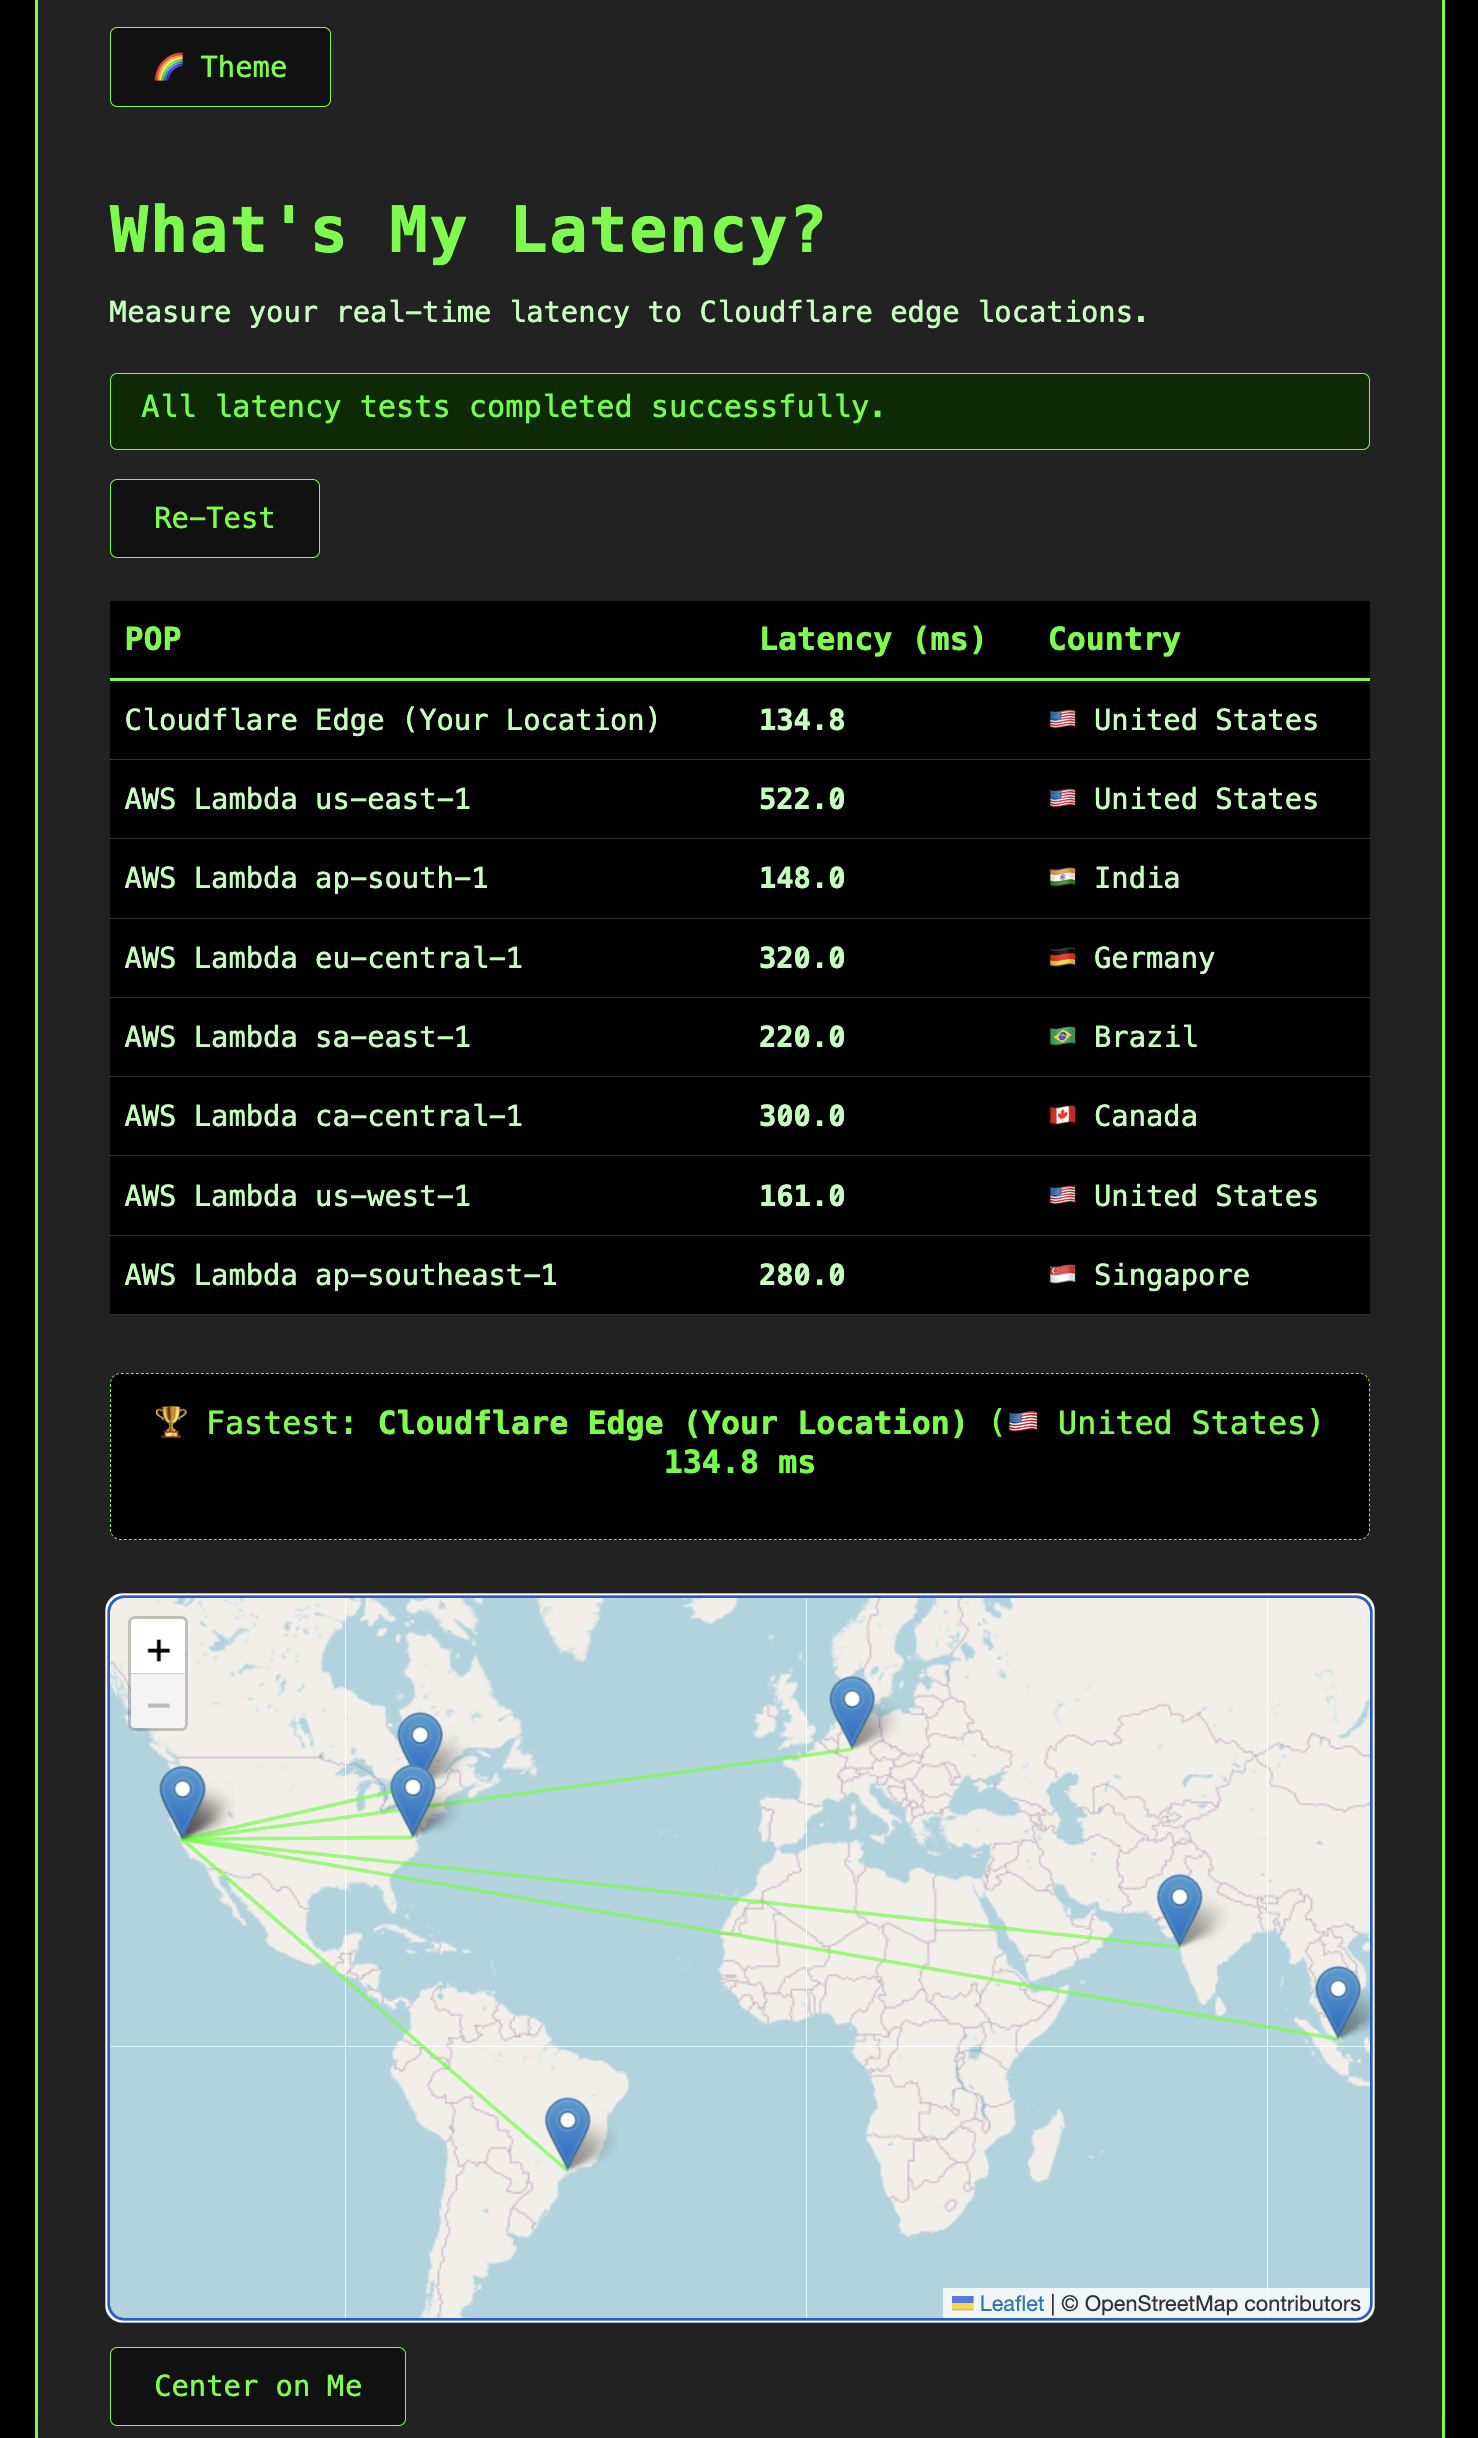 🌈 Theme
What's My Latency?
Measure your real-time latency to Cloudflare edge locations.
All latency tests completed successfully.
Re-Test
POP Latency (ms) Country
Cloudflare Edge (Your Location) 134.8 🇺🇸 United States
AWS Lambda us-east-1 522.0 🇺🇸 United States
AWS Lambda ap-south-1 148.0 🇮🇳 India
AWS Lambda eu-central-1 320.0 🇩🇪 Germany
AWS Lambda sa-east-1 220.0 🇧🇷 Brazil
AWS Lambda ca-central-1 300.0 🇨🇦 Canada
AWS Lambda us-west-1 161.0 🇺🇸 United States
AWS Lambda ap-southeast-1 280.0 🇸🇬 Singapore
🏆 Fastest: Cloudflare Edge (Your Location) (🇺🇸 United States)
134.8 ms
+
−
Leaflet | © OpenStreetMap contributors
Center on Me